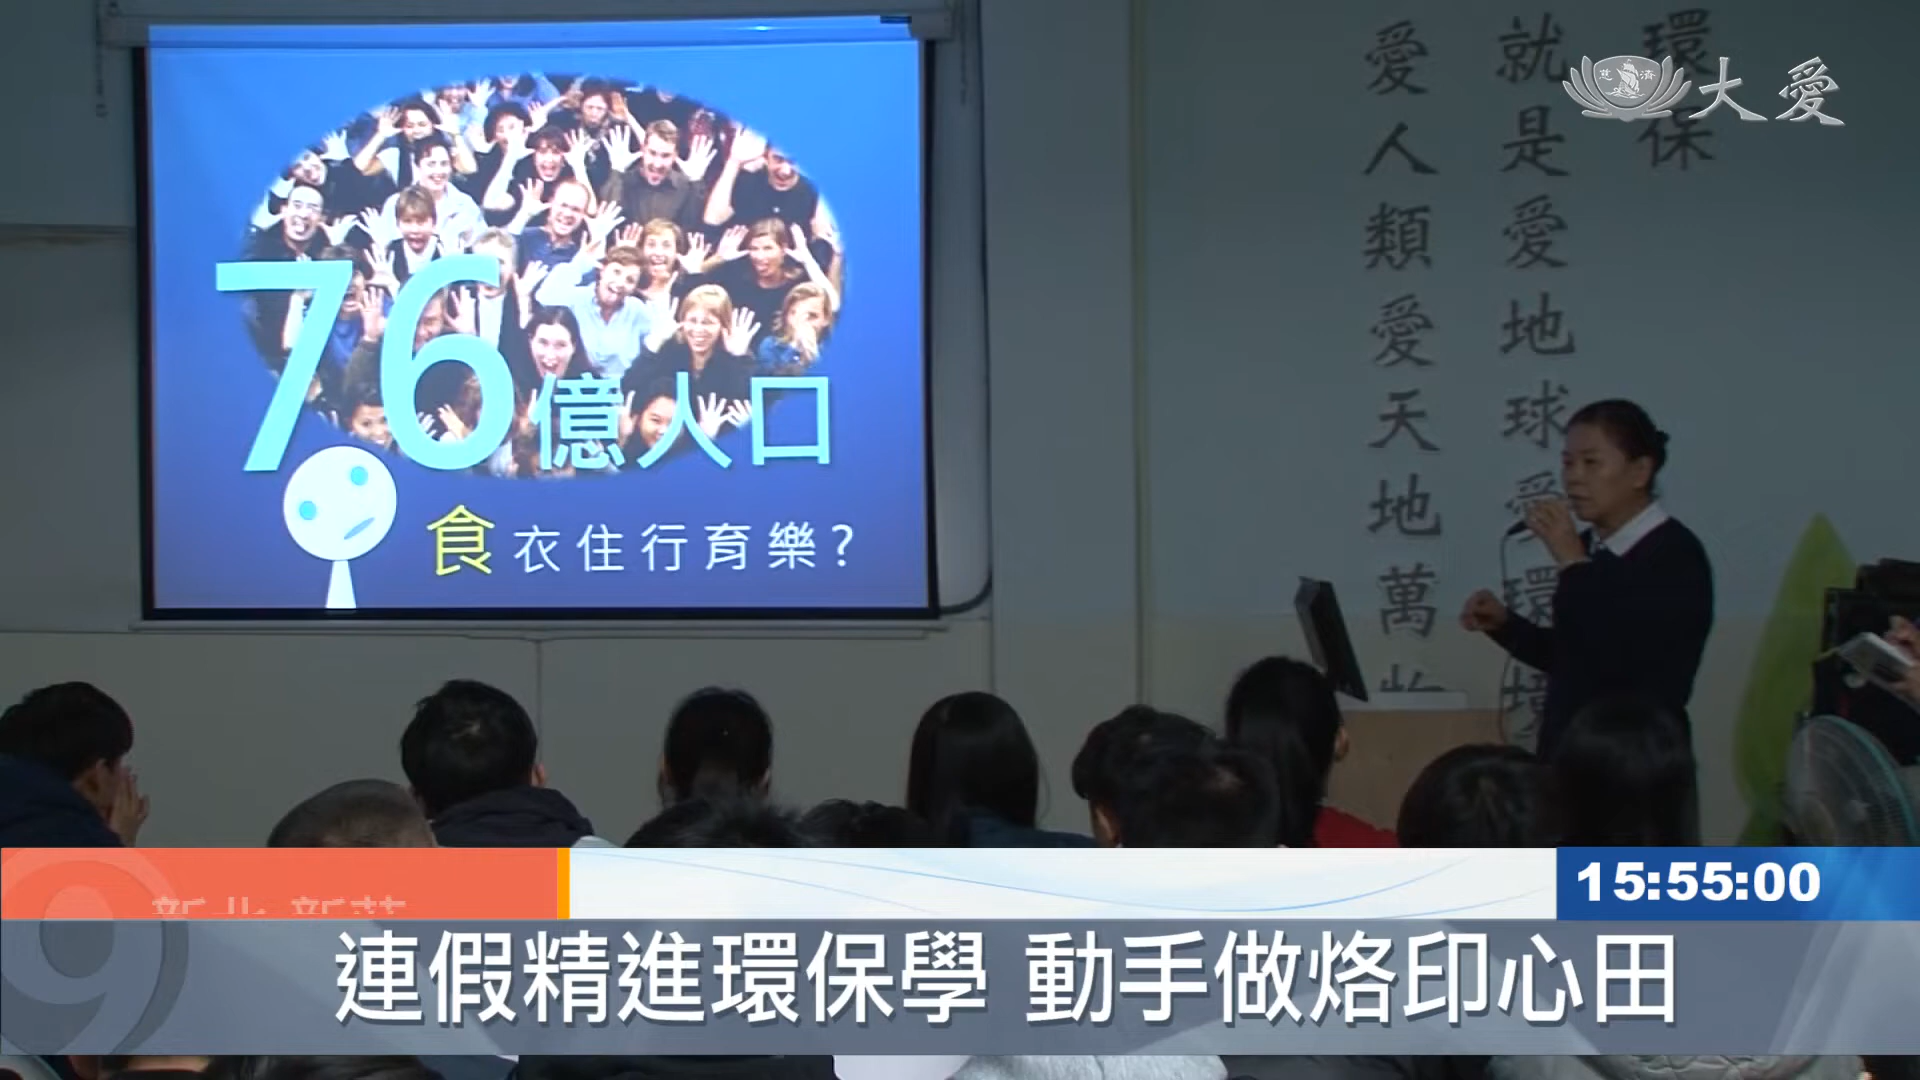 76億人口
食衣住行育樂?
環保
就是愛地球愛環境
愛人類愛天地萬物
慈濟
大愛
15:55:00
連假精進環保學 動手做烙印心田